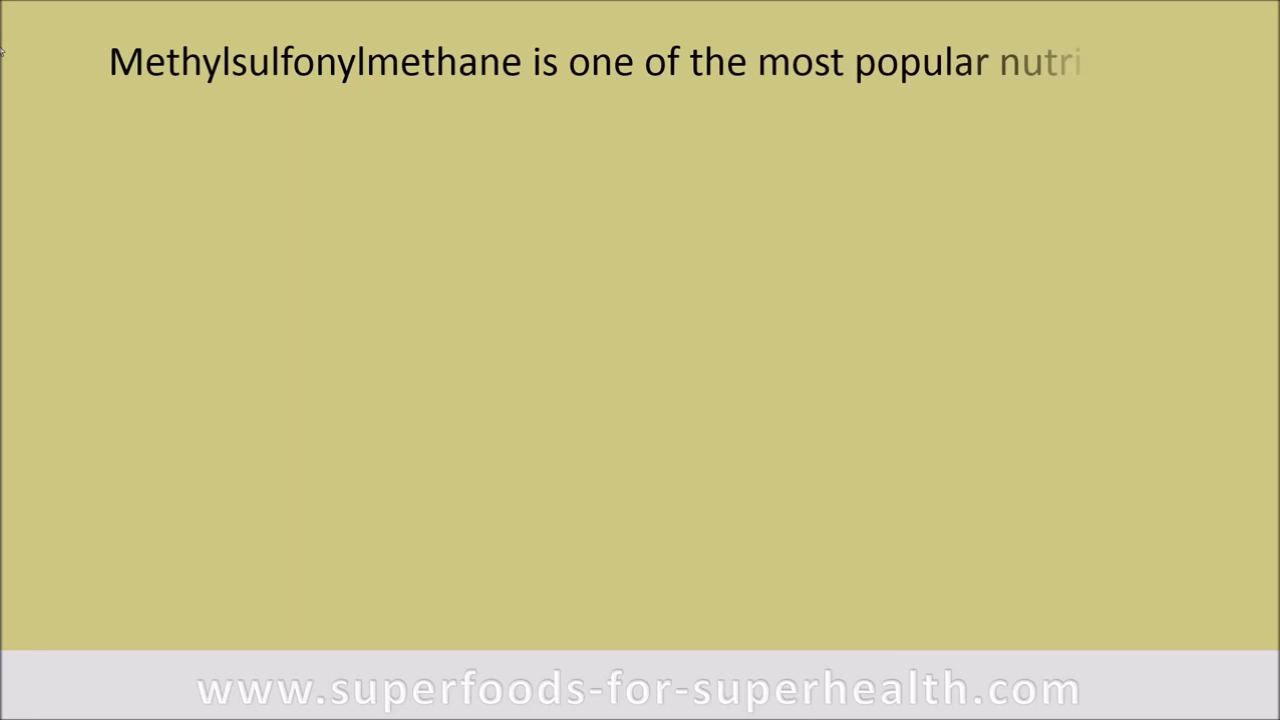 Methylsulfonylmethane is one of the most popular nutri
www.superfoods-for-superhealth.com